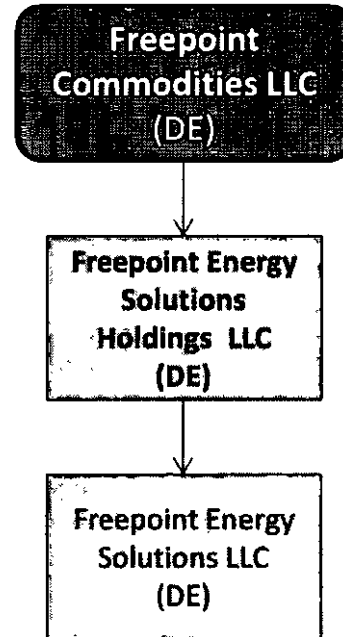 Freepoint
Commodities LLC
(DE)
Freepoint Energy
Solutions
Holdings LLC
(DE)
Freepoint Energy
Solutions LLC
(DE)